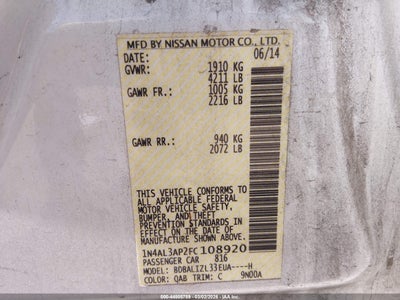 MFD BY NISSAN MOTOR CO., LTD.
DATE: 06/14
GVWR: 1910 KG
4211 LB
GAWR FR.: 1005 KG
2216 LB
GAWR RR.: 940 KG
2072 LB
THIS VEHICLE CONFORMS TO
ALL APPLICABLE FEDERAL
MOTOR VEHICLE SAFETY,
BUMPER, AND THEFT
PREVENTION STANDARDS IN
EFFECT ON THE DATE OF
MANUFACTURE SHOWN ABOVE.
1N4AL3AP2FC 108920
PASSENGER CAR 816
MODEL: BDBALIZL33EUA----H
COLOR: QAB TRIM: C 9N00A